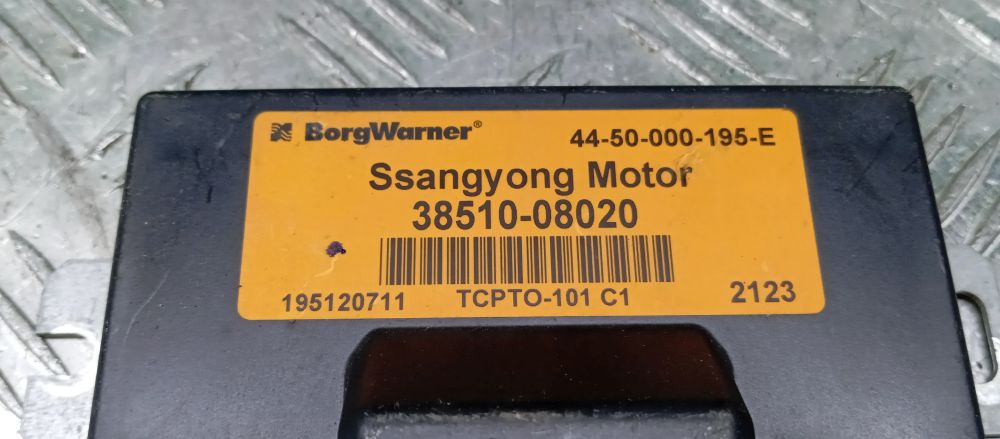 BorgWarner® 44-50-000-195-E
Ssangyong Motor
38510-08020
195120711 TCPTO-101 C1 2123